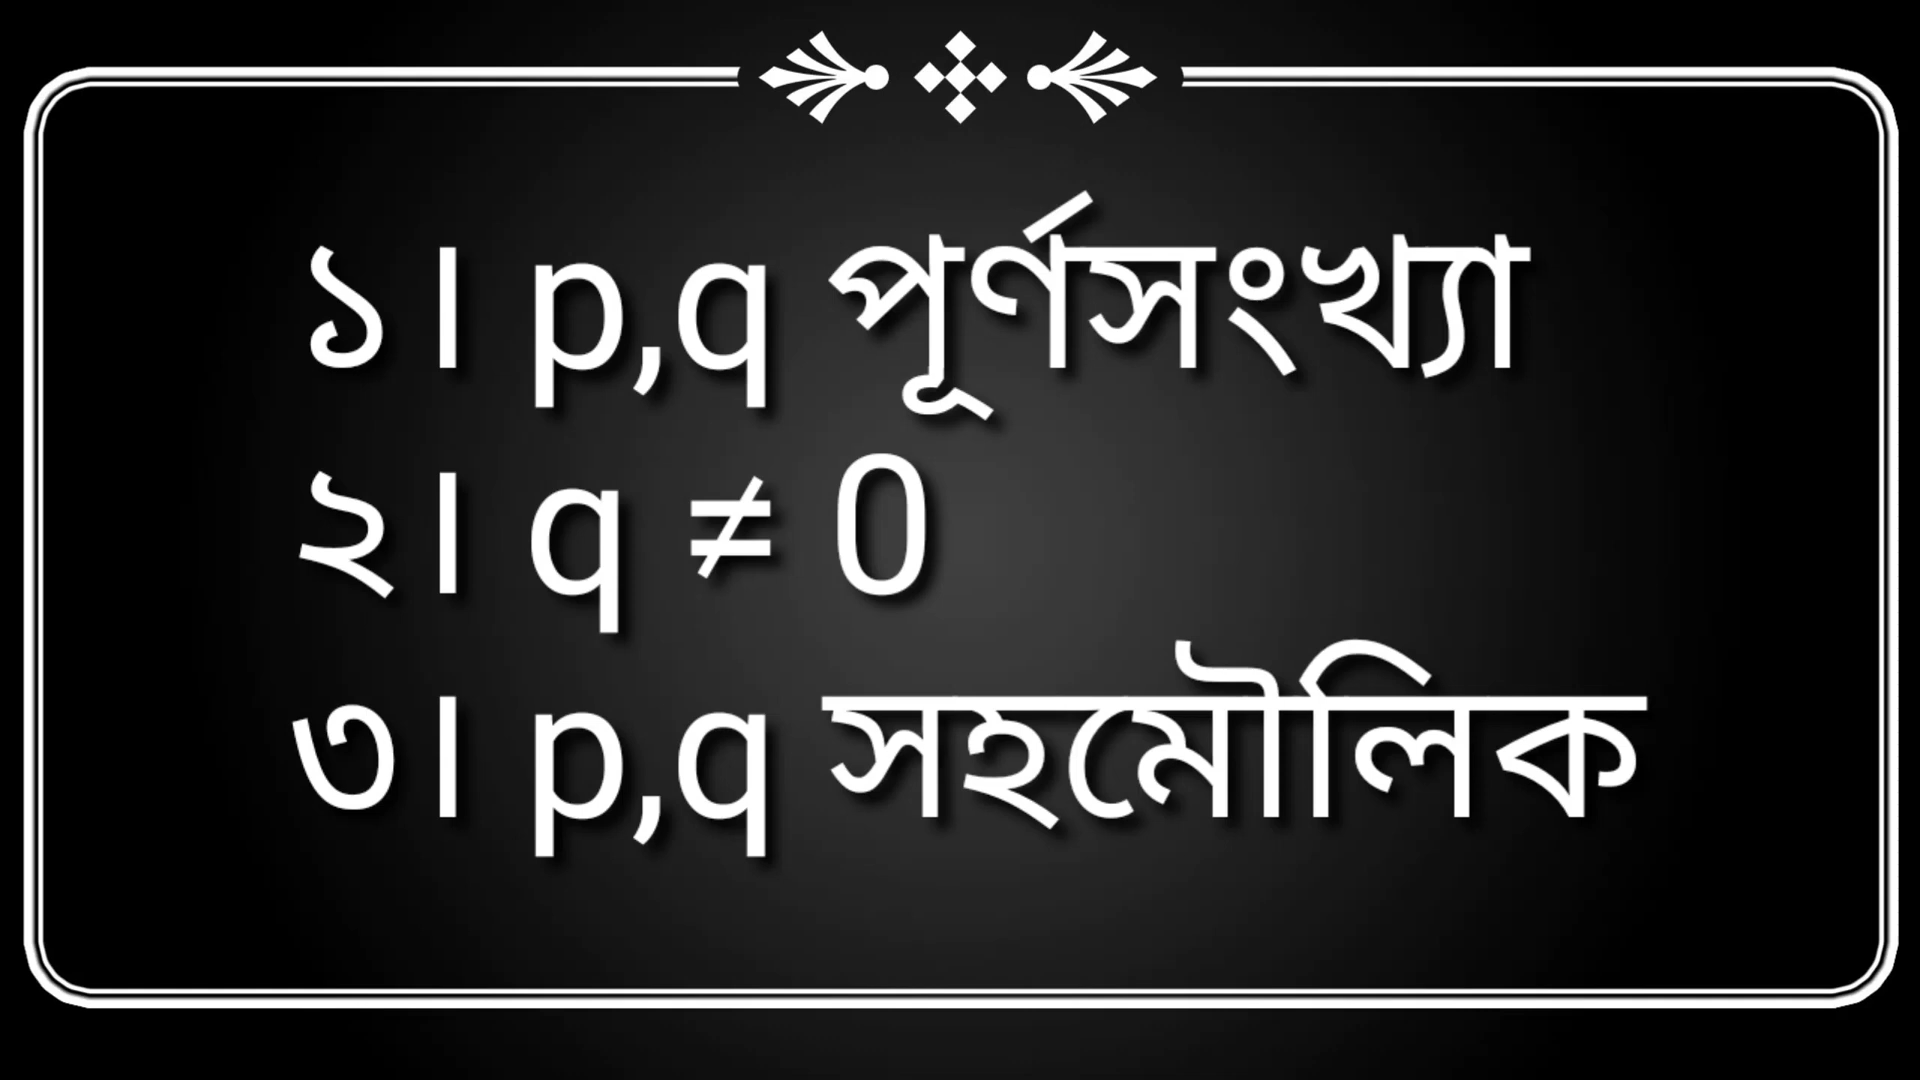 ১। p,q পূর্ণসংখ্যা
২। q ≠ 0
৩। p,q সহমৌলিক